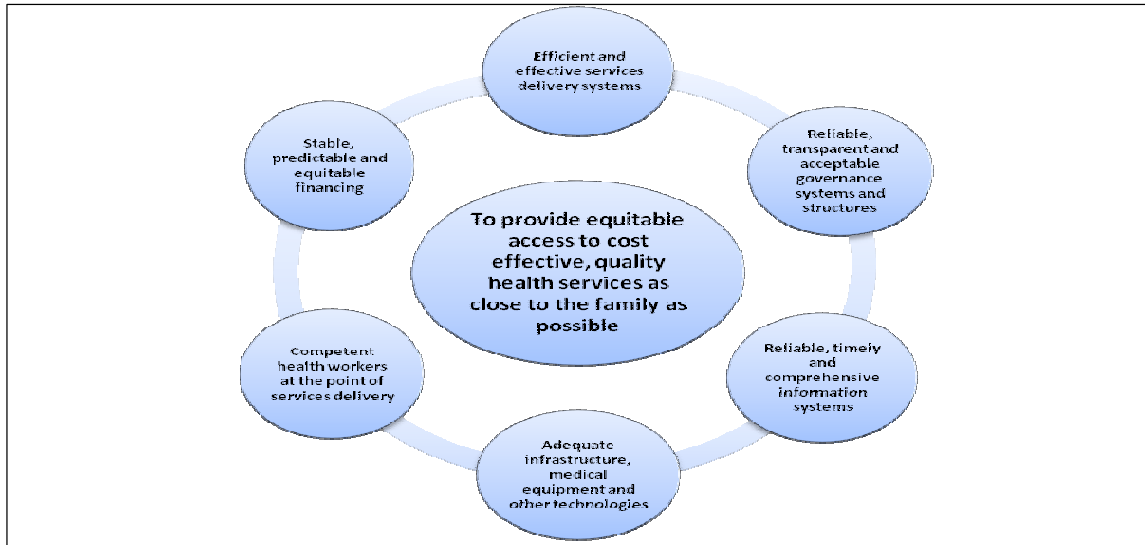 Efficient and
effective services
delivery systems
Reliable,
transparent and
acceptable
governance
systems and
structures
Reliable, timely
and
comprehensive
information
systems
Adequate
infrastructure,
medical
equipment and
other technologies
Competent
health workers
at the point of
services delivery
Stable,
predictable and
equitable
financing
To provide equitable
access to cost
effective, quality
health services as
close to the family as
possible